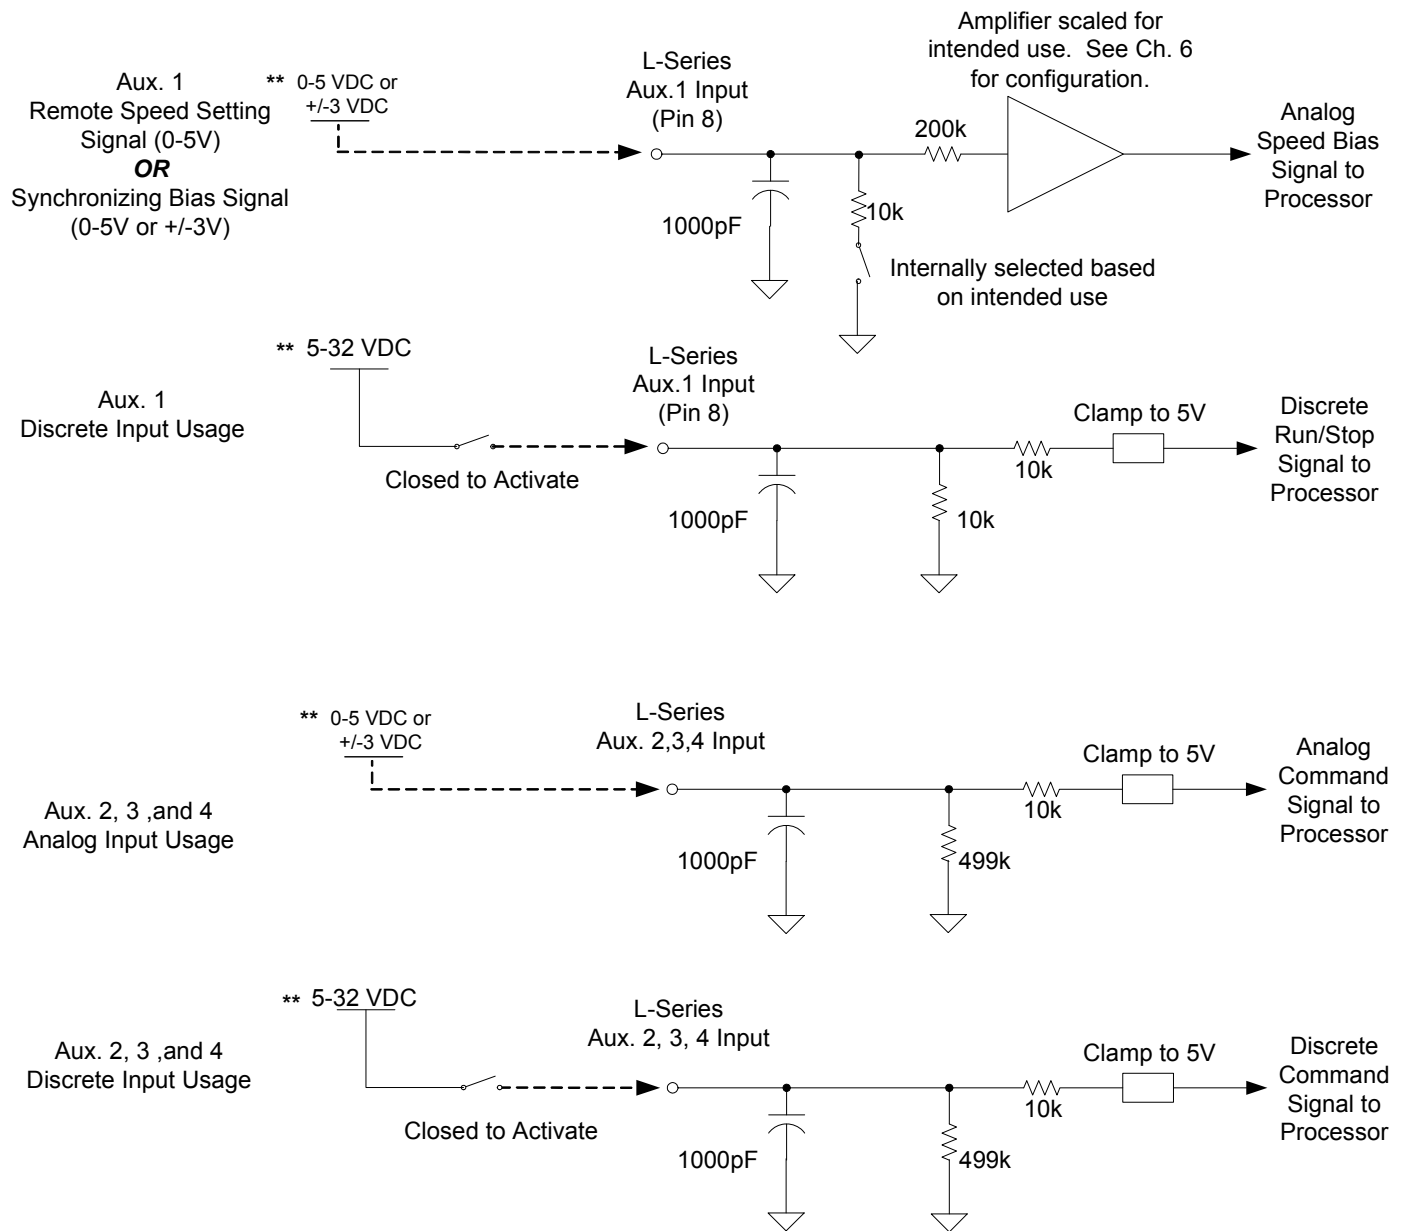 Aux. 1
Remote Speed Setting
Signal (0-5V)
OR
Synchronizing Bias Signal
(0-5V or +/-3V)
** 0-5 VDC or
+/-3 VDC
L-Series
Aux.1 Input
(Pin 8)
1000pF
10k
Internally selected based
on intended use
200k
Amplifier scaled for
intended use. See Ch. 6
for configuration.
Analog
Speed Bias
Signal to
Processor
Aux. 1
Discrete Input Usage
** 5-32 VDC
Closed to Activate
L-Series
Aux.1 Input
(Pin 8)
1000pF
10k
10k
Clamp to 5V
Discrete
Run/Stop
Signal to
Processor
Aux. 2, 3 ,and 4
Analog Input Usage
** 0-5 VDC or
+/-3 VDC
L-Series
Aux. 2,3,4 Input
1000pF
499k
10k
Clamp to 5V
Analog
Command
Signal to
Processor
Aux. 2, 3 ,and 4
Discrete Input Usage
** 5-32 VDC
Closed to Activate
L-Series
Aux. 2, 3, 4 Input
1000pF
499k
10k
Clamp to 5V
Discrete
Command
Signal to
Processor